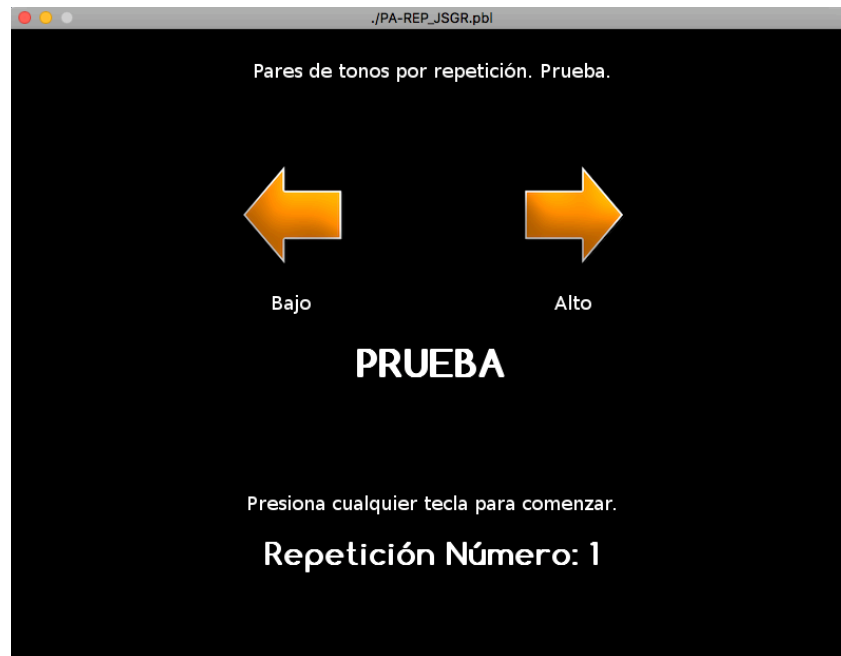 ./PA-REP_JSGR.pbl
Pares de tonos por repetición. Prueba.
Bajo Alto
PRUEBA
Presiona cualquier tecla para comenzar.
Repetición Número: 1